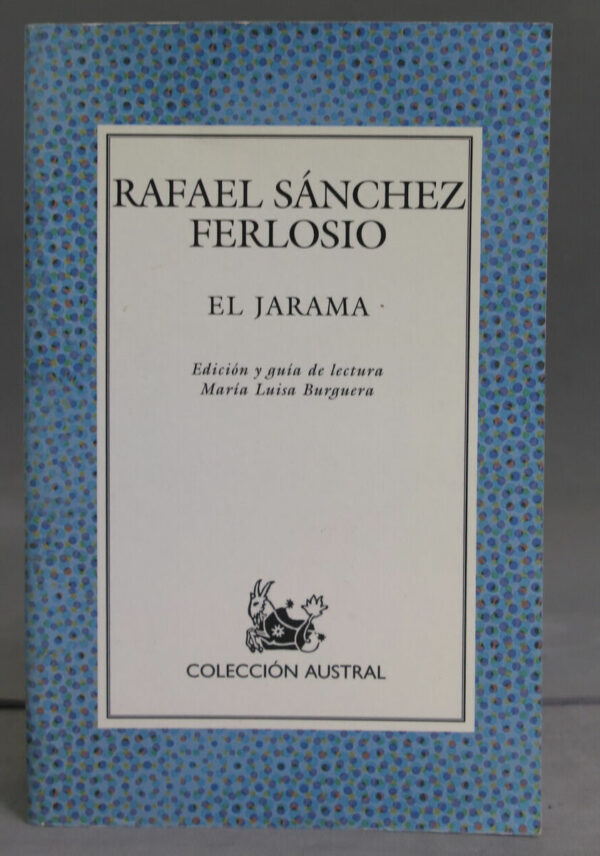 RAFAEL SÁNCHEZ
FERLOSIO
EL JARAMA
Edición y guía de lectura
María Luisa Burguera
COLECCIÓN AUSTRAL